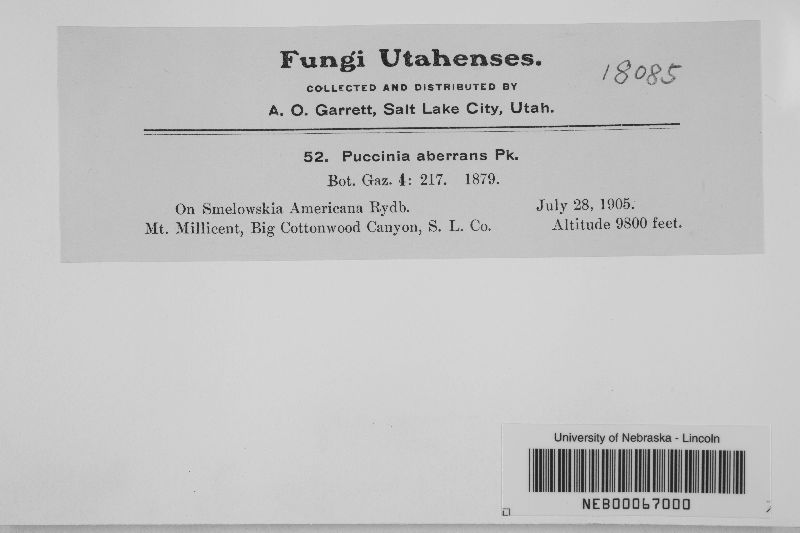 Fungi Utahenses.
18085
COLLECTED AND DISTRIBUTED BY
A. O. Garrett, Salt Lake City, Utah.
52. Puccinia aberrans Pk.
Bot. Gaz. 4: 217. 1879.
On Smelowskia Americana Rydb. July 28, 1905.
Mt. Millicent, Big Cottonwood Canyon, S. L. Co. Altitude 9800 feet.
University of Nebraska - Lincoln
NEB00067000